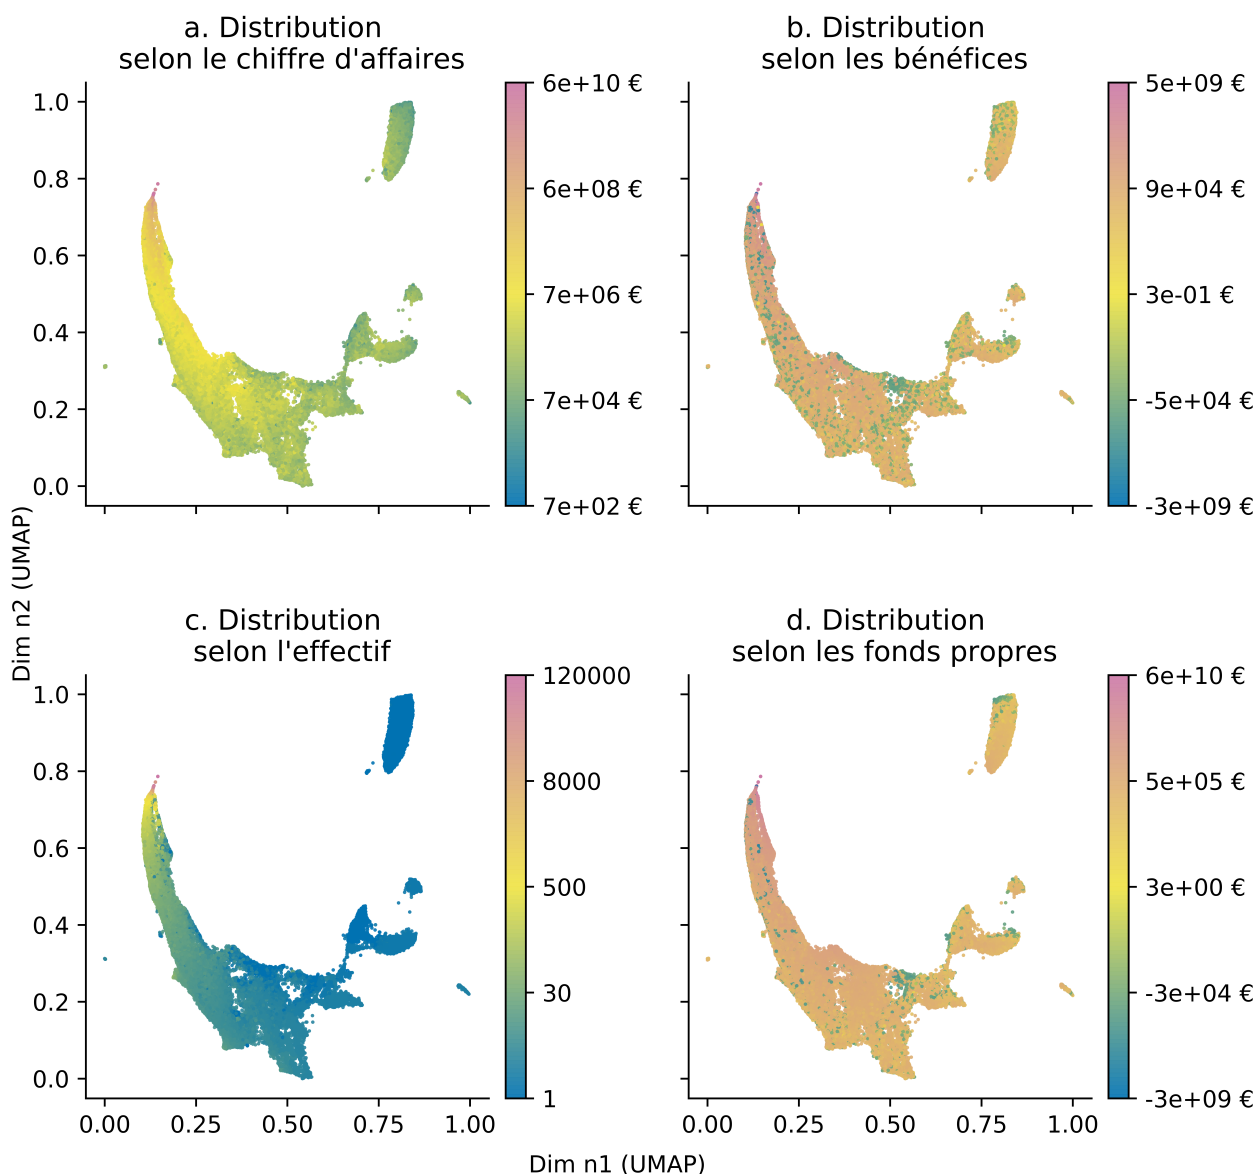 a. Distribution
selon le chiffre d'affaires
b. Distribution
selon les bénéfices
1.0
0.8
0.6
0.4
0.2
0.0
6e+10 €
6e+08 €
7e+06 €
7e+04 €
7e+02 €
5e+09 €
9e+04 €
3e-01 €
-5e+04 €
-3e+09 €
Dim n2 (UMAP)
c. Distribution
selon l'effectif
d. Distribution
selon les fonds propres
1.0
0.8
0.6
0.4
0.2
0.0
0.00 0.25 0.50 0.75 1.00
120000
8000
500
30
1
0.00 0.25 0.50 0.75 1.00
6e+10 €
5e+05 €
3e+00 €
-3e+04 €
-3e+09 €
Dim n1 (UMAP)